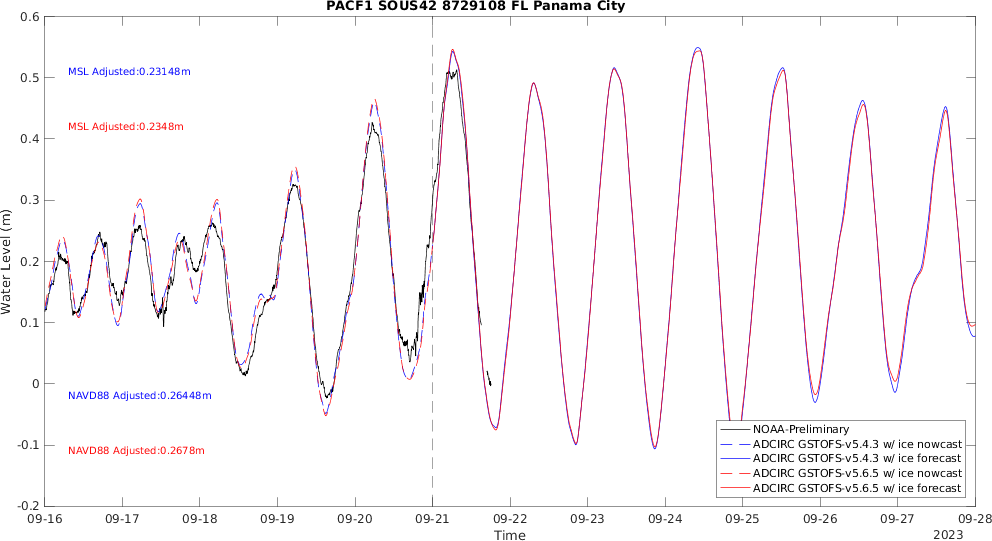 PACF1 SOUS42 8729108 FL Panama City
0.6
0.5
0.4
0.3
0.2
0.1
0
-0.1
-0.2
Water Level (m)
MSL Adjusted:0.23148m
MSL Adjusted:0.2348m
NAVD88 Adjusted:0.26448m
NAVD88 Adjusted:0.2678m
NOAA-Preliminary
ADCIRC GSTOFS-v5.4.3 w/ ice nowcast
ADCIRC GSTOFS-v5.4.3 w/ ice forecast
ADCIRC GSTOFS-v5.6.5 w/ ice nowcast
ADCIRC GSTOFS-v5.6.5 w/ ice forecast
09-16 09-17 09-18 09-19 09-20 09-21 09-22 09-23 09-24 09-25 09-26 09-27 09-28
Time
2023